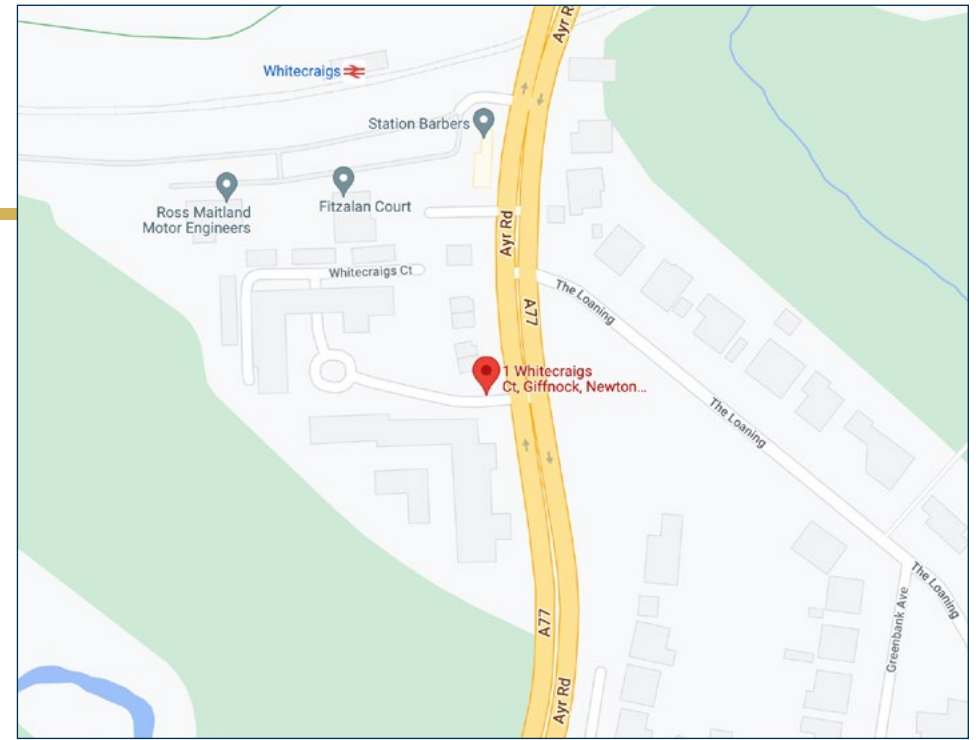 Ayr R
Whitecraigs
Station Barbers
Ross Maitland
Motor Engineers
Fitzalan Court
Ayr Rd
Whitecraigs Ct
The Loaning
A77
1 Whitecraigs
Ct, Giffnock, Newton...
The Loaning
The Loaning
Greenbank Ave
A77
Ayr Rd